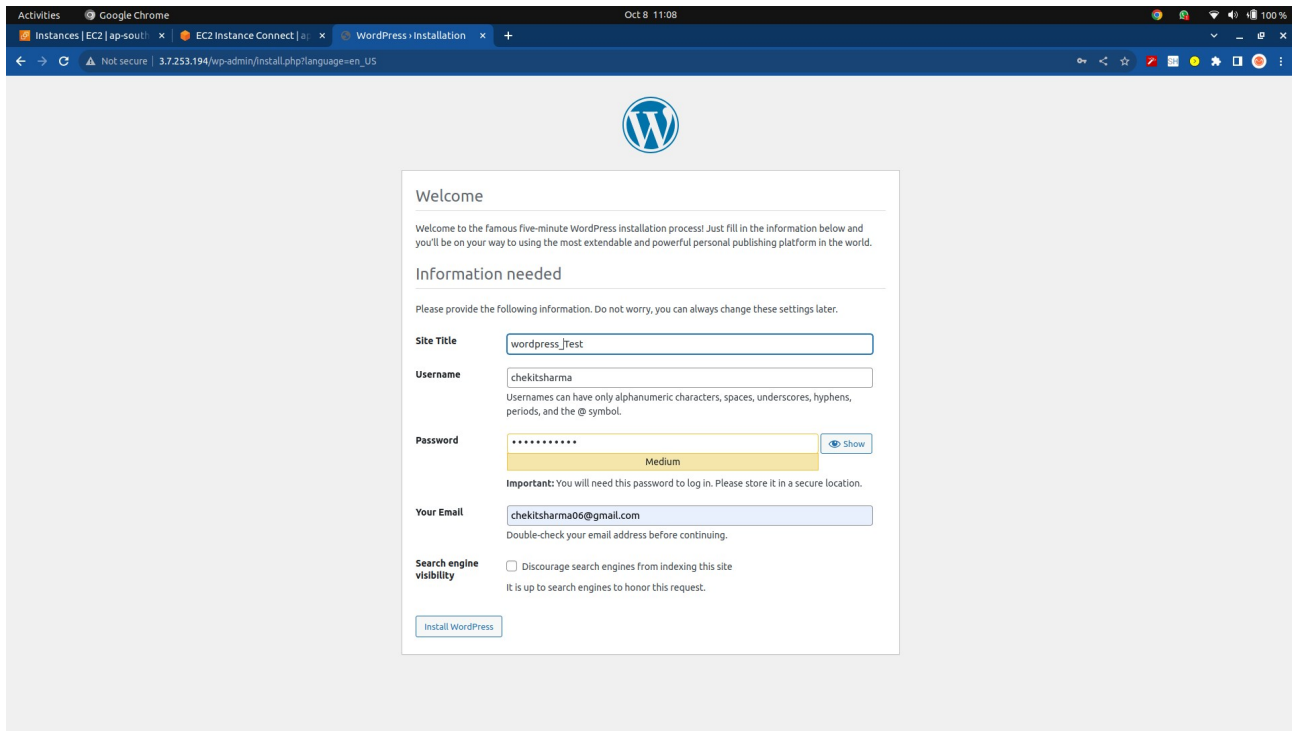 Activities Google Chrome Oct 8 11:08 100 %
Instances | EC2 | ap-south EC2 Instance Connect | ap WordPress › Installation
Not secure 3.7.253.194/wp-admin/install.php?language=en_US SH
Welcome
Welcome to the famous five-minute WordPress installation process! Just fill in the information below and
you'll be on your way to using the most extendable and powerful personal publishing platform in the world.
Information needed
Please provide the following information. Do not worry, you can always change these settings later.
Site Title wordpress_Test
Username chekitsharma
Usernames can have only alphanumeric characters, spaces, underscores, hyphens,
periods, and the @ symbol.
Password ••••••••••• Show
Medium
Important: You will need this password to log in. Please store it in a secure location.
Your Email chekitsharma06@gmail.com
Double-check your email address before continuing.
Search engine
visibility Discourage search engines from indexing this site
It is up to search engines to honor this request.
Install WordPress